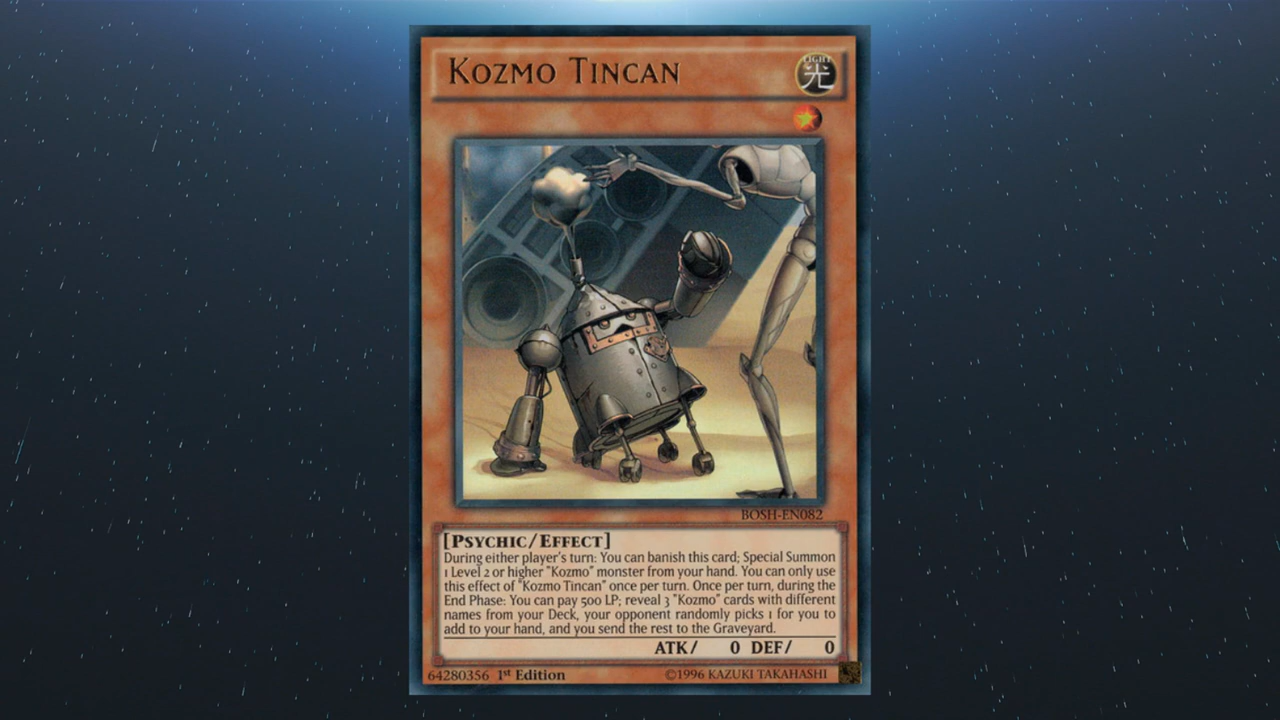 KOZMO TINCAN
LIGHT
光
BOSH-EN082
[PSYCHIC/EFFECT]
During either player's turn: You can banish this card; Special Summon
1 Level 2 or higher "Kozmo" monster from your hand. You can only use
this effect of "Kozmo Tincan" once per turn. Once per turn, during the
End Phase: You can pay 500 LP; reveal 3 "Kozmo" cards with different
names from your Deck, your opponent randomly picks 1 for you to
add to your hand, and you send the rest to the Graveyard.
ATK/ 0 DEF/ 0
64280356 1st Edition ©1996 KAZUKI TAKAHASHI